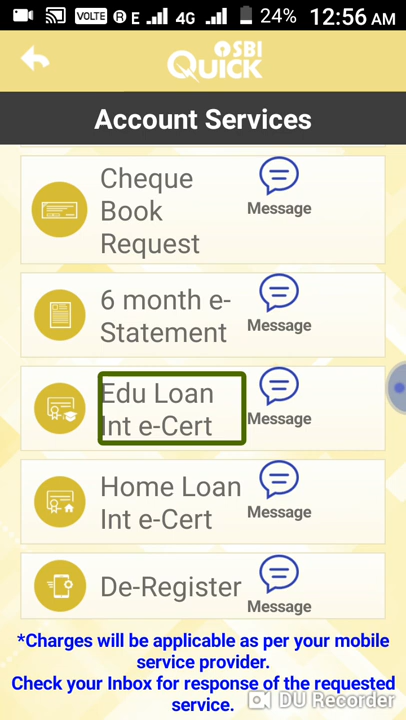 VOLTE R E 4G 24% 12:56 AM
SBI
QUICK
Account Services
Cheque
Book
Request
Message
6 month e-
Statement
Message
Edu Loan
Int e-Cert
Message
Home Loan
Int e-Cert
Message
De-Register
Message
*Charges will be applicable as per your mobile
service provider.
Check your Inbox for response of the requested
service.
DU Recorder